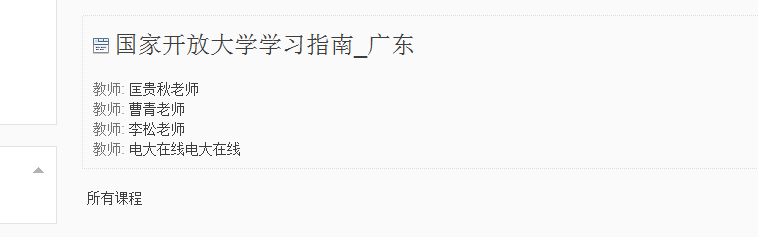 国家开放大学学习指南_广东
教师: 匡贵秋老师
教师: 曹青老师
教师: 李松老师
教师: 电大在线电大在线
所有课程